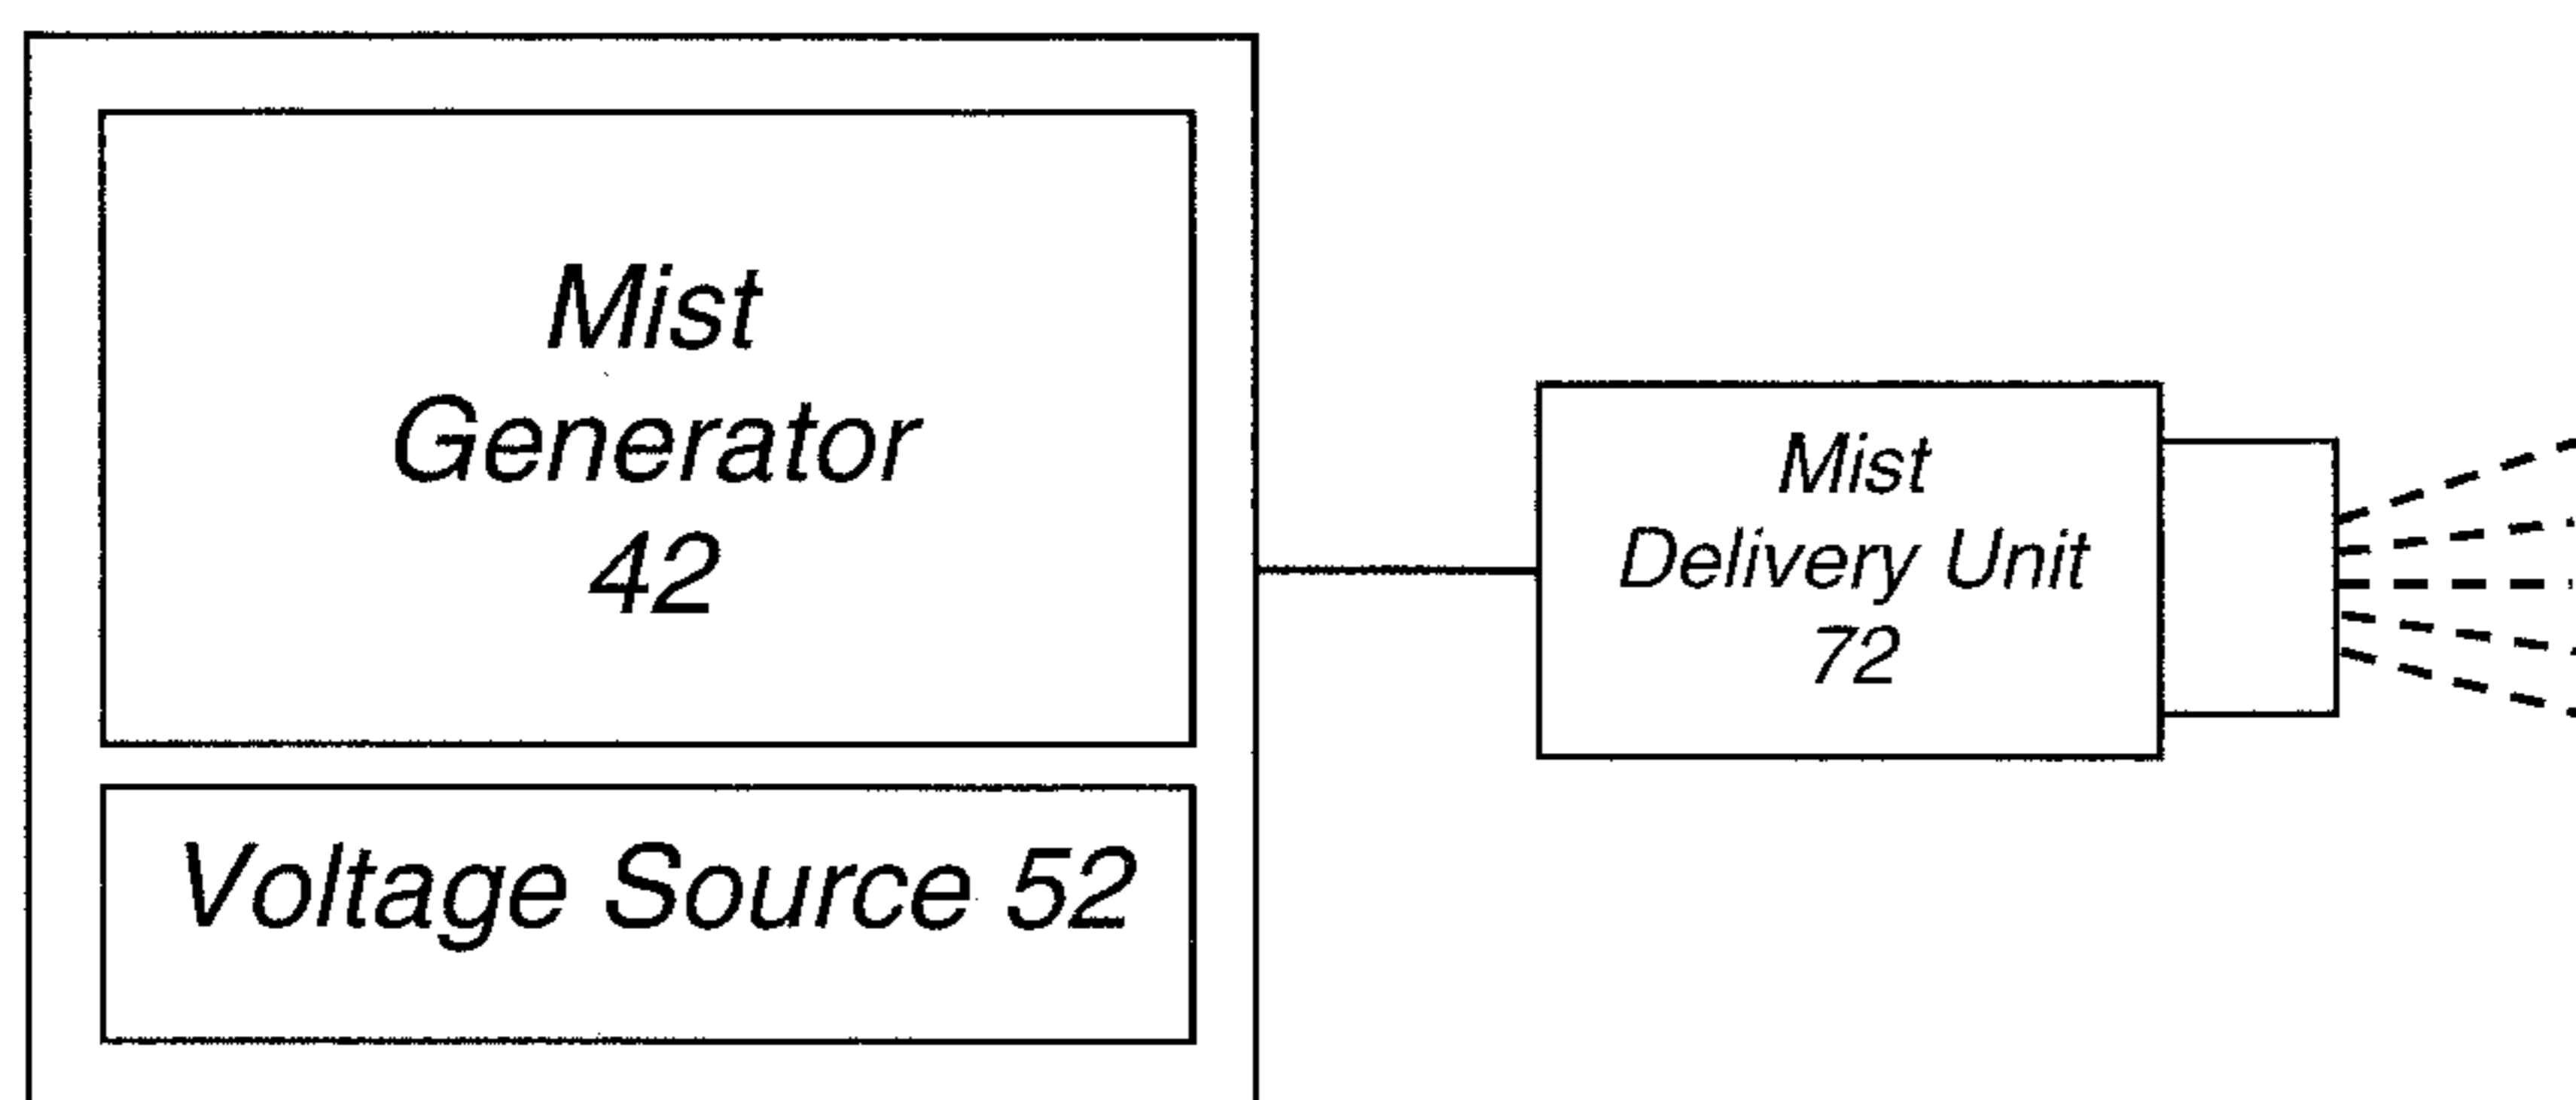 Mist
Generator
42
Voltage Source 52
Mist
Delivery Unit
72